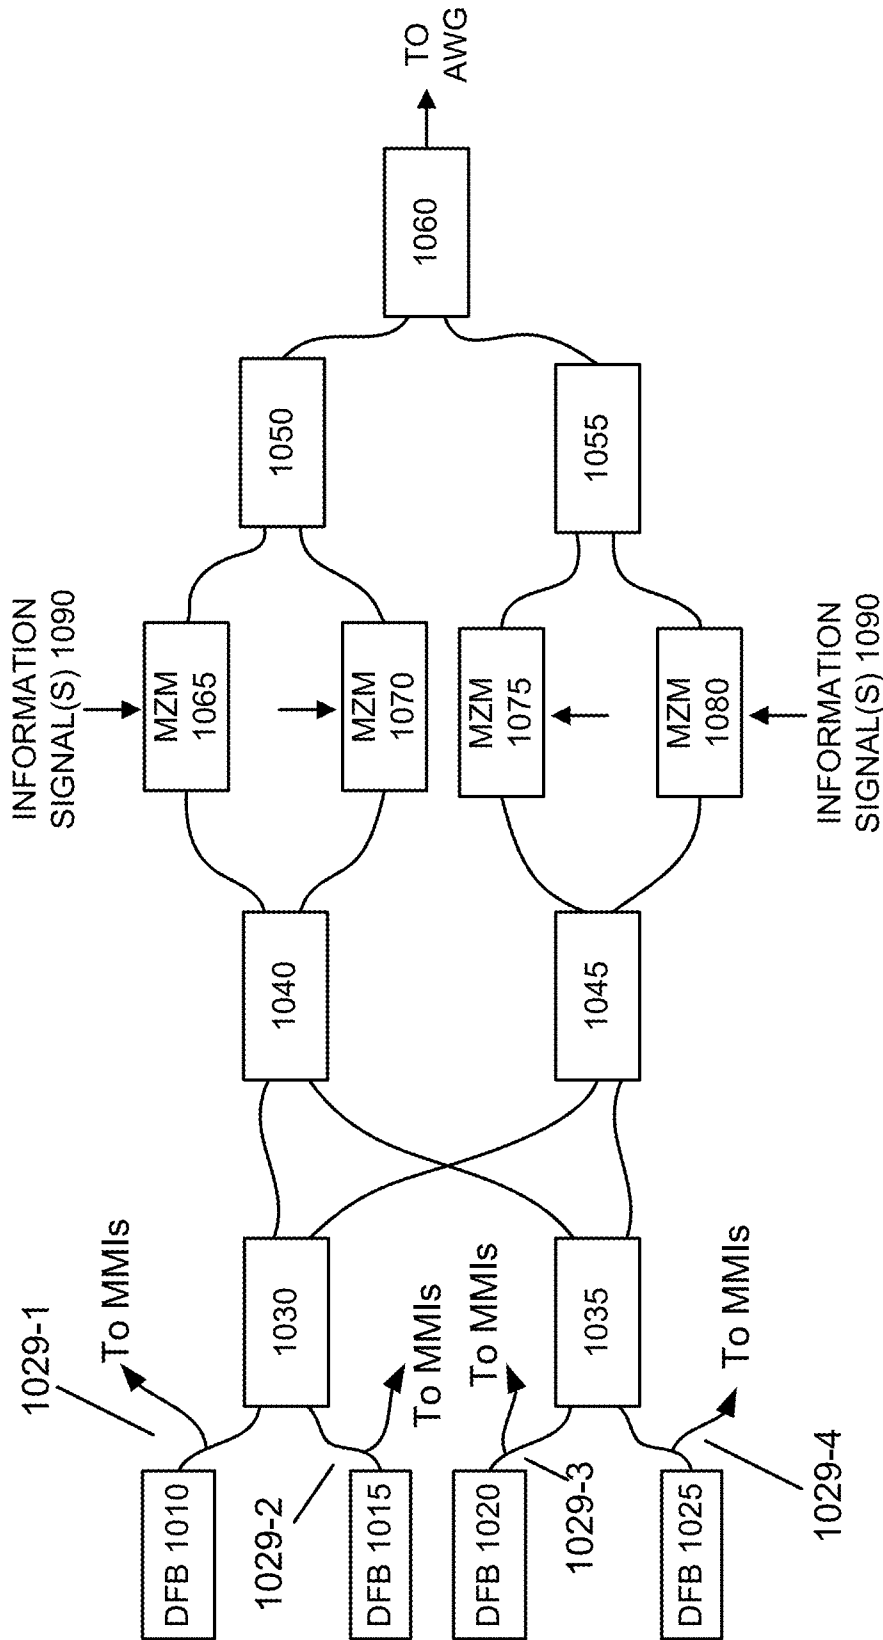 INFORMATION
SIGNAL(S) 1090
TO
AWG
1060
1050
1055
MZM
1065
MZM
1070
MZM
1075
MZM
1080
INFORMATION
SIGNAL(S) 1090
1040
1045
1030
1035
To MMIs
To MMIs
To MMIs
To MMIs
1029-1
1029-2
1029-3
1029-4
DFB 1010
DFB 1015
DFB 1020
DFB 1025